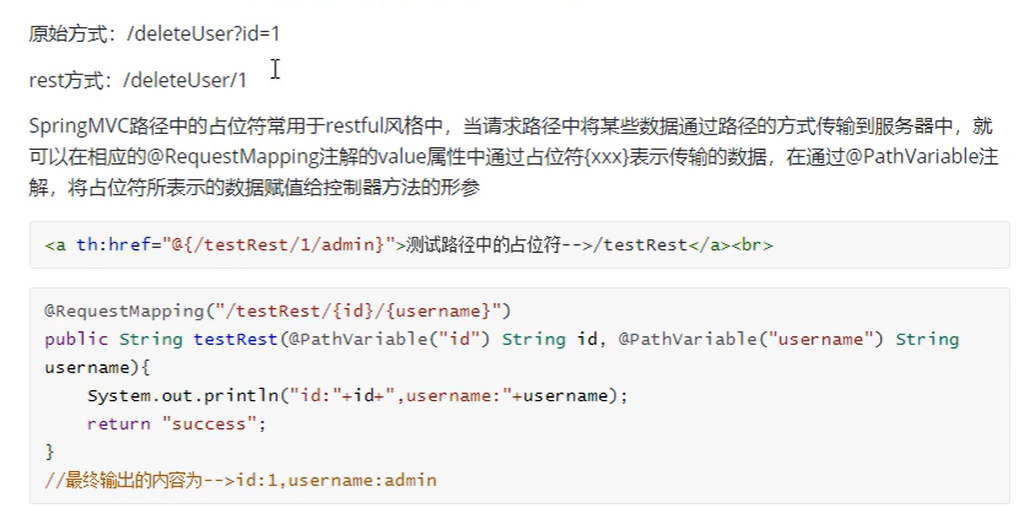 原始方式：/deleteUser?id=1
rest方式：/deleteUser/1
SpringMVC路径中的占位符常用于restful风格中，当请求路径中将某些数据通过路径的方式传输到服务器中，就
可以在相应的@RequestMapping注解的value属性中通过占位符{xxx}表示传输的数据，在通过@PathVariable注
解，将占位符所表示的数据赋值给控制器方法的形参
<a th:href="@{/testRest/1/admin}">测试路径中的占位符-->/testRest</a><br>
@RequestMapping("/testRest/{id}/{username}")
public String testRest(@PathVariable("id") String id, @PathVariable("username") String
username){
    System.out.println("id:"+id+",username:"+username);
    return "success";
}
//最终输出的内容为-->id:1,username:admin